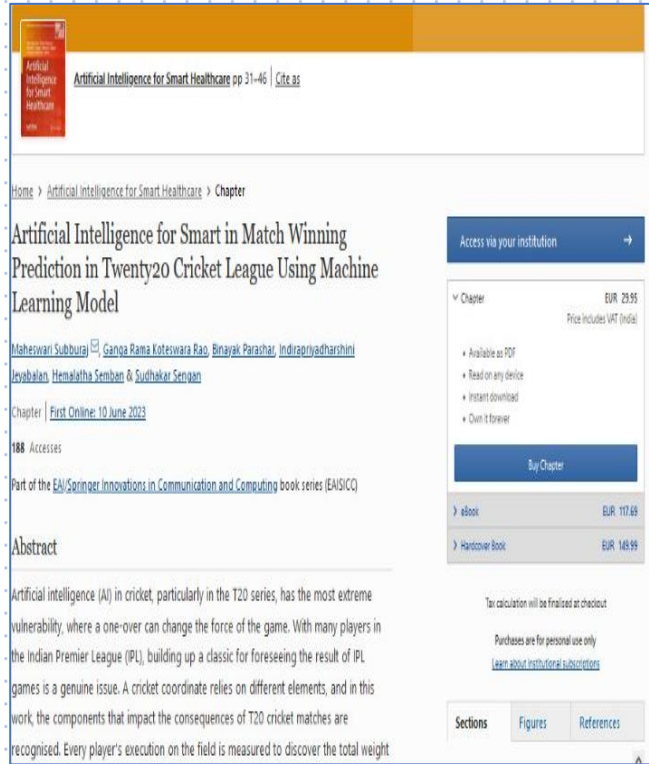 Artificial
Intelligence
for Smart
Healthcare
Artificial Intelligence for Smart Healthcare pp 31–46 | Cite as
Home > Artificial Intelligence for Smart Healthcare > Chapter
Artificial Intelligence for Smart in Match Winning
Prediction in Twenty20 Cricket League Using Machine
Learning Model
Maheswari Subburaj, Ganga Rama Koteswara Rao, Binayak Parashar, Indirapriyadharshini
Jeyabalan, Hemalatha Semban & Sudhakar Sengan
Chapter | First Online: 10 June 2023
188 Accesses
Part of the EAI/Springer Innovations in Communication and Computing book series (EAISICC)
Abstract
Artificial intelligence (AI) in cricket, particularly in the T20 series, has the most extreme
vulnerability, where a one-over can change the force of the game. With many players in
the Indian Premier League (IPL), building up a classic for foreseeing the result of IPL
games is a genuine issue. A cricket coordinate relies on different elements, and in this
work, the components that impact the consequences of T20 cricket matches are
recognised. Every player's execution on the field is measured to discover the total weight
Access via your institution →
Chapter EUR 29.95
Price includes VAT (India)
• Available as PDF
• Read on any device
• Instant download
• Own it forever
Buy Chapter
> eBook EUR 117.69
> Hardcover Book EUR 149.99
Tax calculation will be finalised at checkout
Purchases are for personal use only
Learn about institutional subscriptions
Sections Figures References